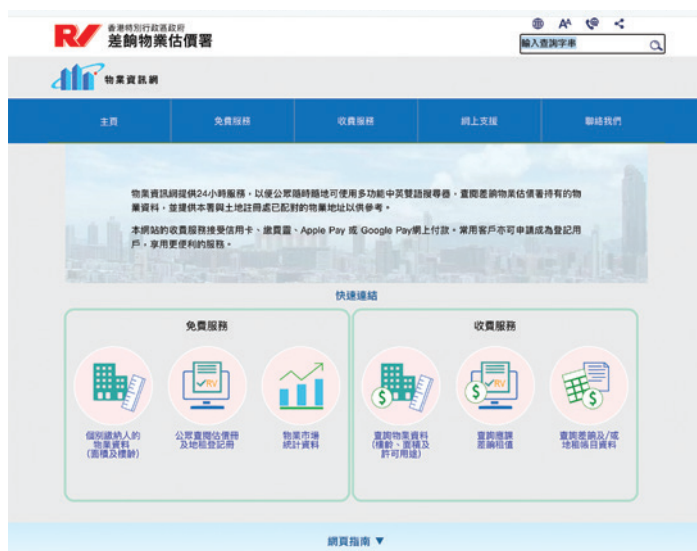 香港特別行政區政府
差餉物業估價署
輸入查詢字串
物業資訊網
主頁
免費服務
收費服務
網上支援
聯絡我們
物業資訊網提供24小時服務，以便公眾隨時隨地可使用多功能中英雙語搜尋器，查閱差餉物業估價署持有的物
業資料，並提供本署與土地註冊處已配對的物業地址以供參考。
本網站的收費服務接受信用卡、繳費靈、Apple Pay 或 Google Pay網上付款。常用客戶亦可申請成為登記用
戶，享用更便利的服務。
快速連結
免費服務
個別繳納人的
物業資料
(面積及樓齡)
公眾查閱估價冊
及地租登記冊
物業市場
統計資料
收費服務
查詢物業資料
(樓齡、面積及
許可用途)
查詢應課
差餉租值
查詢差餉及/或
地租帳目資料
網頁指南 ▼